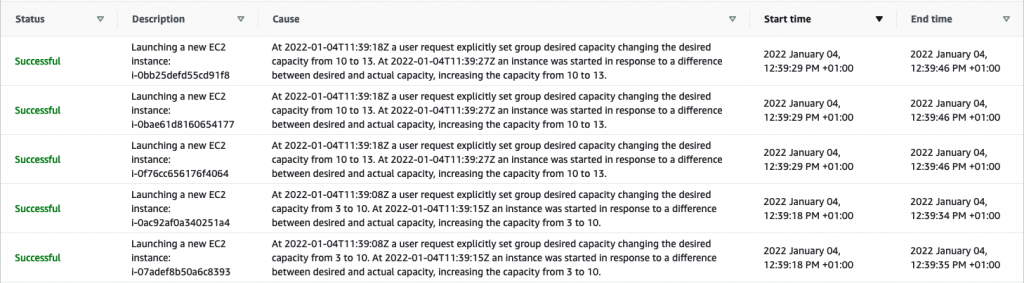 Status Description Cause Start time End time
Successful
Launching a new EC2
instance:
i-0bb25defd55cd91f8
At 2022-01-04T11:39:18Z a user request explicitly set group desired capacity changing the desired
capacity from 10 to 13. At 2022-01-04T11:39:27Z an instance was started in response to a difference
between desired and actual capacity, increasing the capacity from 10 to 13.
2022 January 04,
12:39:29 PM +01:00
2022 January 04,
12:39:46 PM +01:00
Successful
Launching a new EC2
instance:
i-0bae61d8160654177
At 2022-01-04T11:39:18Z a user request explicitly set group desired capacity changing the desired
capacity from 10 to 13. At 2022-01-04T11:39:27Z an instance was started in response to a difference
between desired and actual capacity, increasing the capacity from 10 to 13.
2022 January 04,
12:39:29 PM +01:00
2022 January 04,
12:39:46 PM +01:00
Successful
Launching a new EC2
instance:
i-0f76cc656176f4064
At 2022-01-04T11:39:18Z a user request explicitly set group desired capacity changing the desired
capacity from 10 to 13. At 2022-01-04T11:39:27Z an instance was started in response to a difference
between desired and actual capacity, increasing the capacity from 10 to 13.
2022 January 04,
12:39:29 PM +01:00
2022 January 04,
12:39:46 PM +01:00
Successful
Launching a new EC2
instance:
i-0ac92af0a340251a4
At 2022-01-04T11:39:08Z a user request explicitly set group desired capacity changing the desired
capacity from 3 to 10. At 2022-01-04T11:39:15Z an instance was started in response to a difference
between desired and actual capacity, increasing the capacity from 3 to 10.
2022 January 04,
12:39:18 PM +01:00
2022 January 04,
12:39:34 PM +01:00
Successful
Launching a new EC2
instance:
i-07adef8b50a6c8393
At 2022-01-04T11:39:08Z a user request explicitly set group desired capacity changing the desired
capacity from 3 to 10. At 2022-01-04T11:39:15Z an instance was started in response to a difference
between desired and actual capacity, increasing the capacity from 3 to 10.
2022 January 04,
12:39:18 PM +01:00
2022 January 04,
12:39:35 PM +01:00